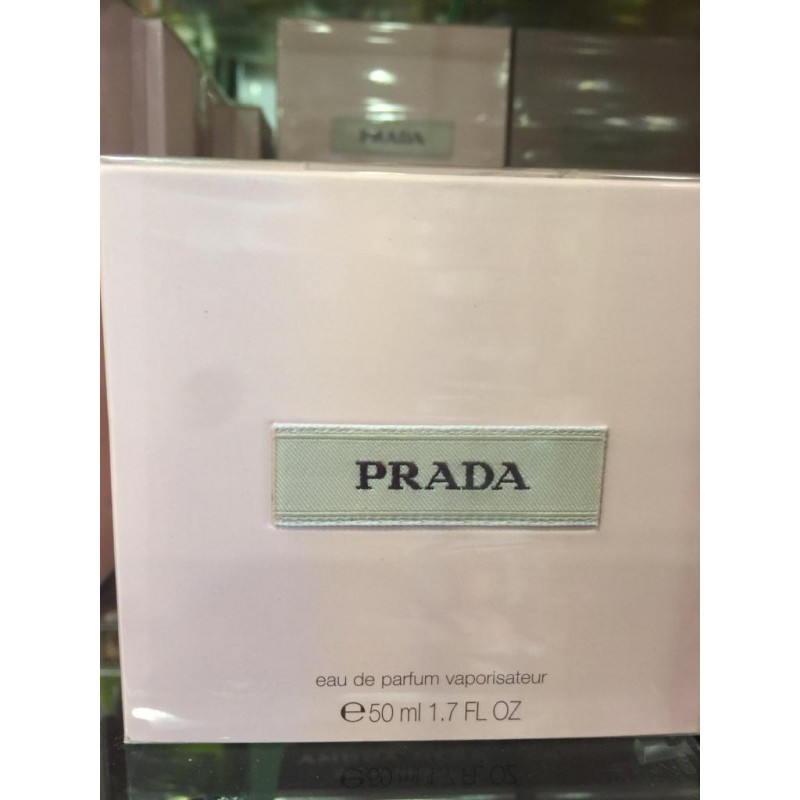 PRADA
PRADA
eau de parfum vaporisateur
℮50 ml 1.7 FL OZ